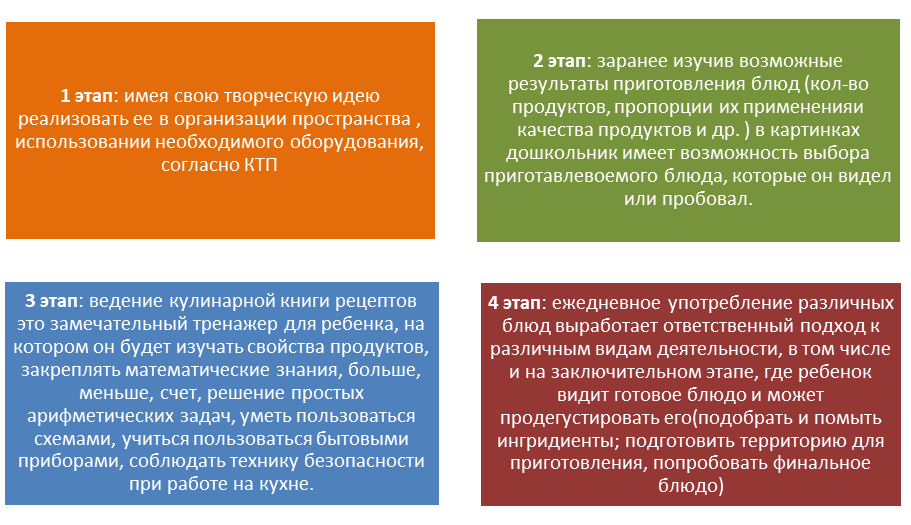 1 этап: имея свою творческую идею
реализовать ее в организации пространства ,
использовании необходимого оборудования,
согласно КТП
2 этап: заранее изучив возможные
результаты приготовления блюд (кол-во
продуктов, пропорции их примененияи
качества продуктов и др. ) в картинках
дошкольник имеет возможность выбора
приготавлевоемого блюда, которые он видел
или пробовал.
3 этап: ведение кулинарной книги рецептов
это замечательный тренажер для ребенка, на
котором он будет изучать свойства продуктов,
закреплять математические знания, больше,
меньше, счет, решение простых
арифметических задач, уметь пользоваться
схемами, учиться пользоваться бытовыми
приборами, соблюдать технику безопасности
при работе на кухне.
4 этап: ежедневное употребление различных
блюд выработает ответственный подход к
различным видам деятельности, в том числе
и на заключительном этапе, где ребенок
видит готовое блюдо и может
продегустировать его(подобрать и помыть
ингридиенты; подготовить территорию для
приготовления, попробовать финальное
блюдо)